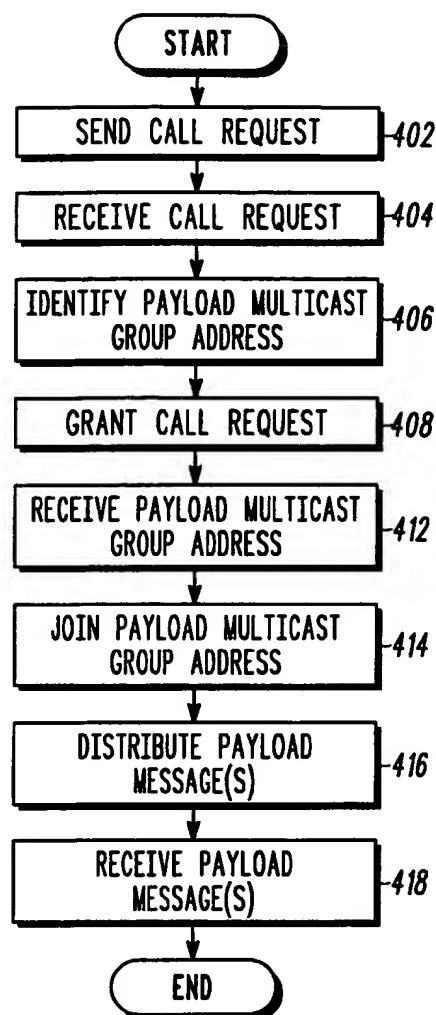 START
SEND CALL REQUEST
402
RECEIVE CALL REQUEST
404
IDENTIFY PAYLOAD MULTICAST
GROUP ADDRESS
406
GRANT CALL REQUEST
408
RECEIVE PAYLOAD MULTICAST
GROUP ADDRESS
412
JOIN PAYLOAD MULTICAST
GROUP ADDRESS
414
DISTRIBUTE PAYLOAD
MESSAGE(S)
416
RECEIVE PAYLOAD
MESSAGE(S)
418
END